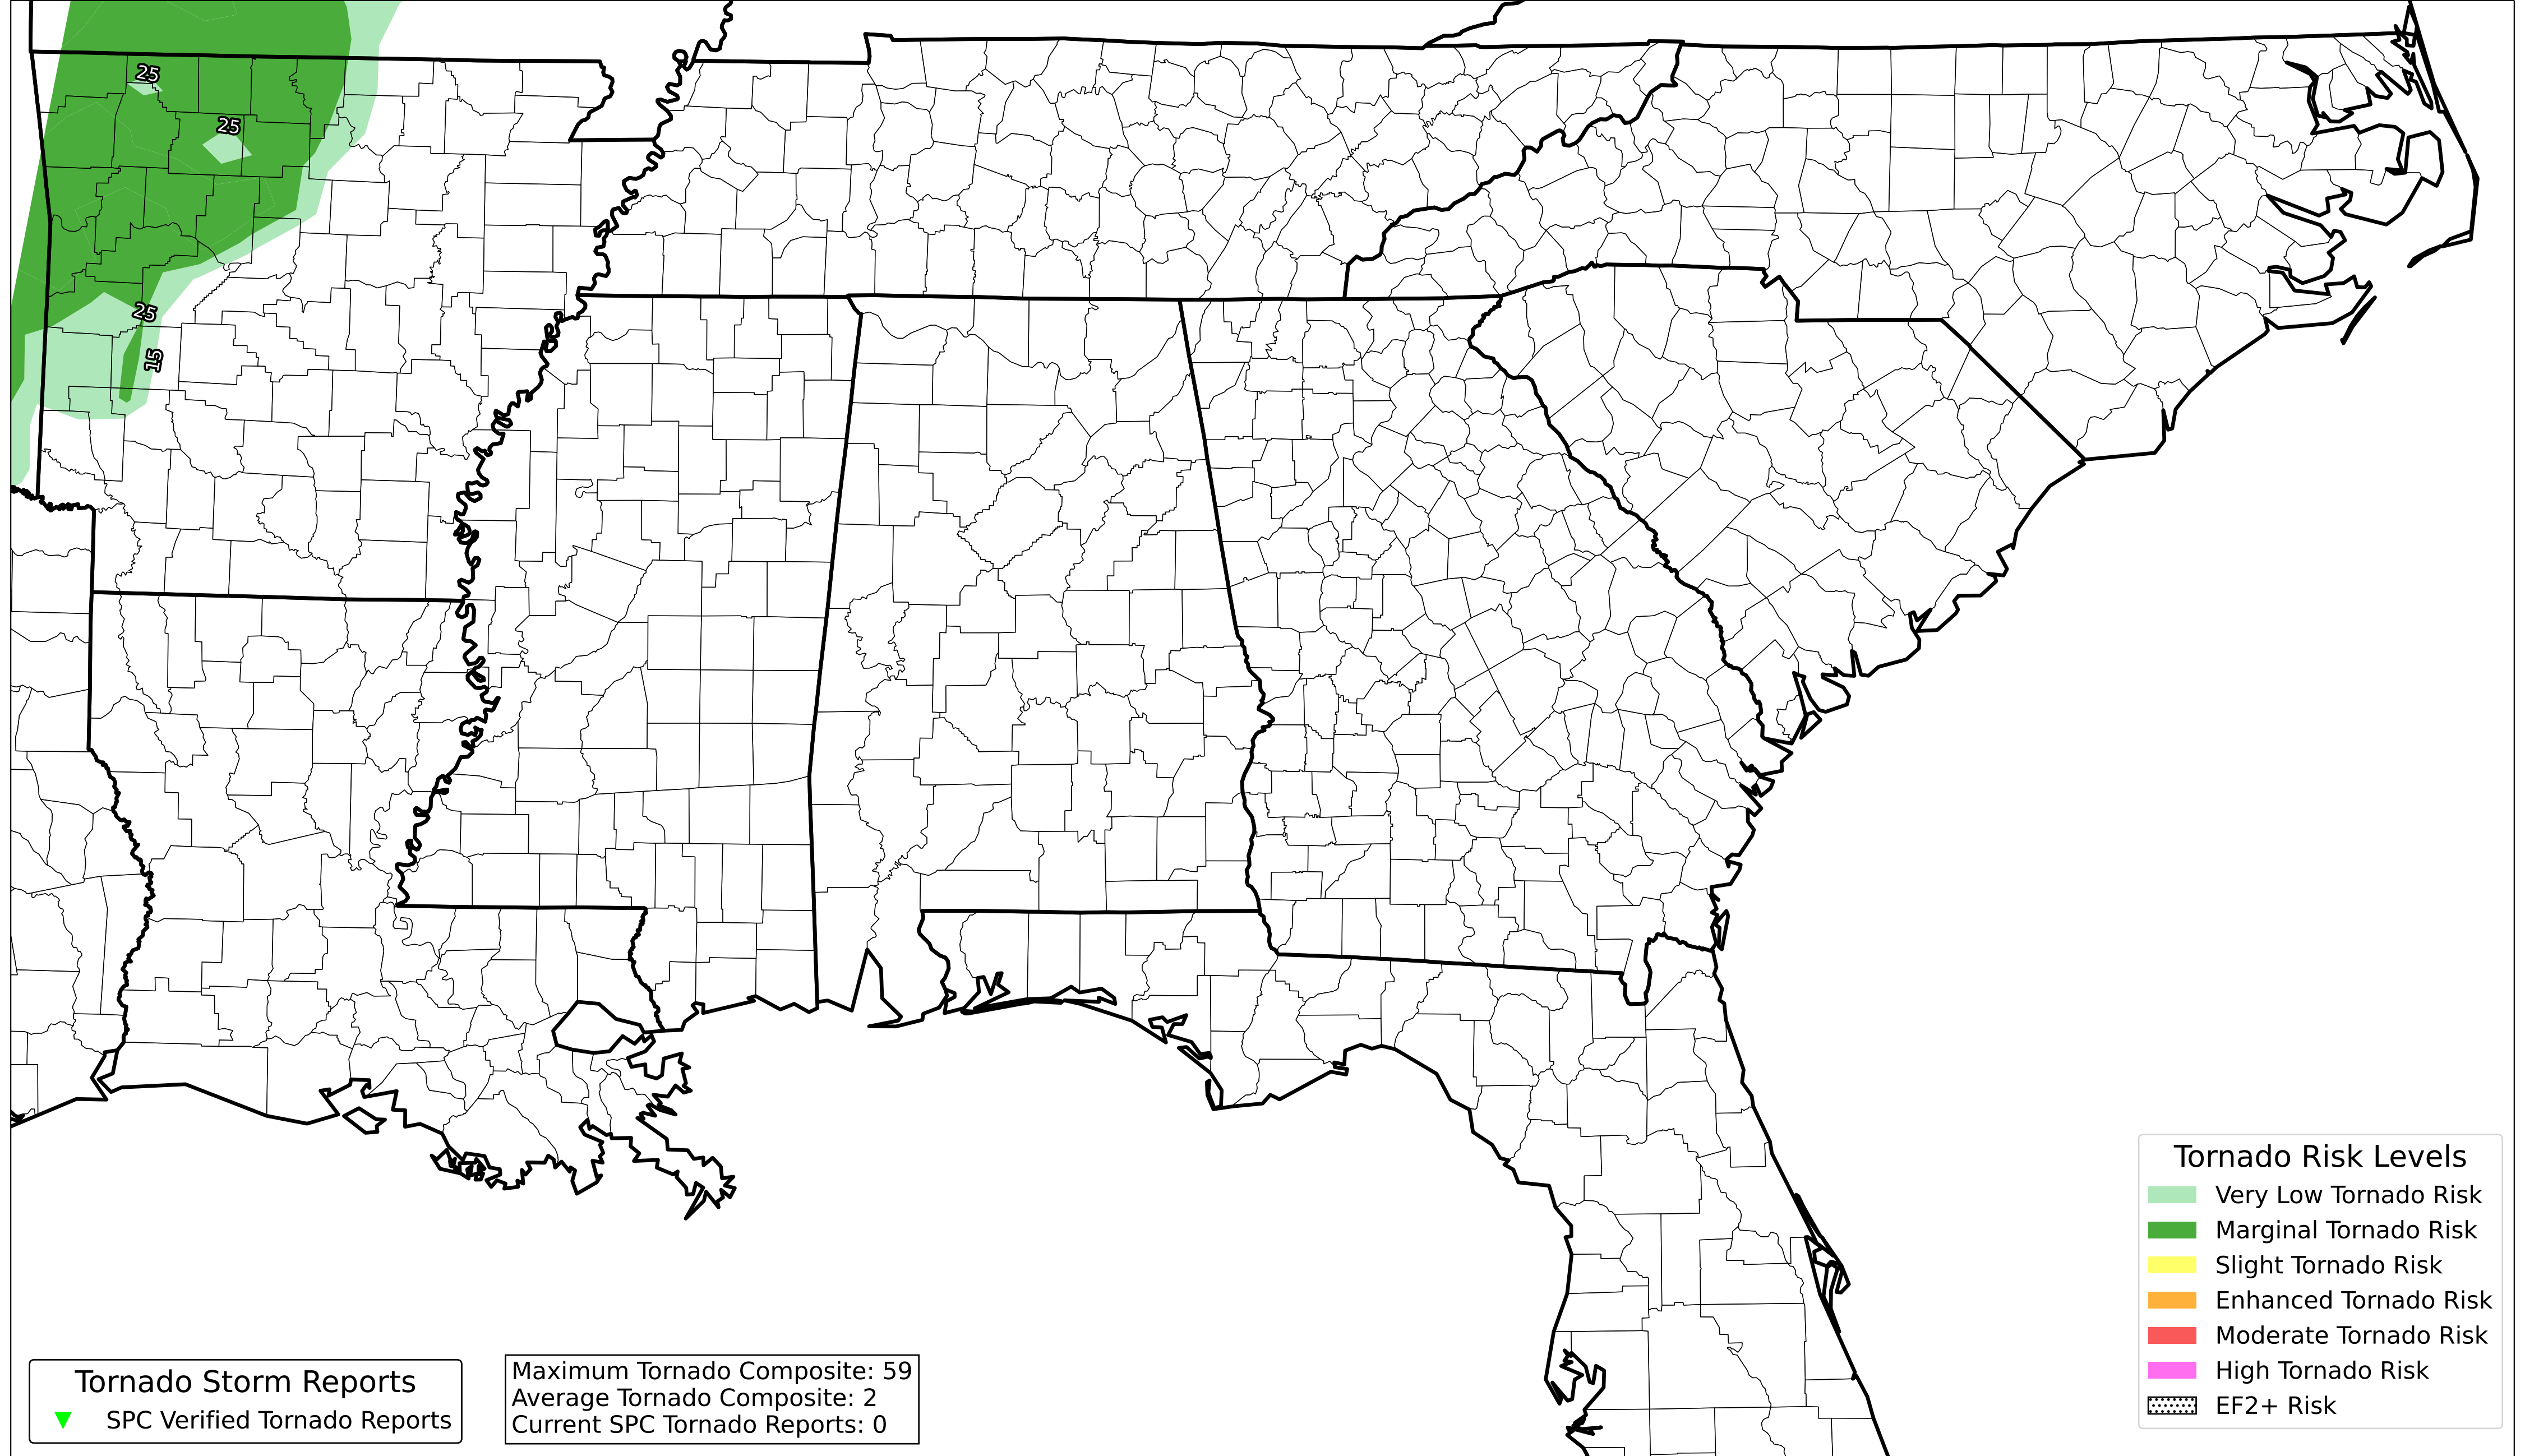 25
25
25
15
Tornado Storm Reports
SPC Verified Tornado Reports
Maximum Tornado Composite: 59
Average Tornado Composite: 2
Current SPC Tornado Reports: 0
Tornado Risk Levels
Very Low Tornado Risk
Marginal Tornado Risk
Slight Tornado Risk
Enhanced Tornado Risk
Moderate Tornado Risk
High Tornado Risk
EF2+ Risk